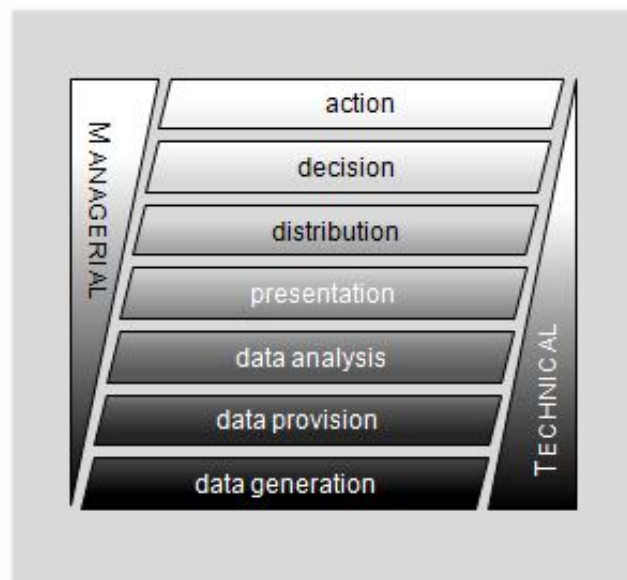 MANAGERIAL
action
decision
distribution
presentation
data analysis
data provision
data generation
TECHNICAL